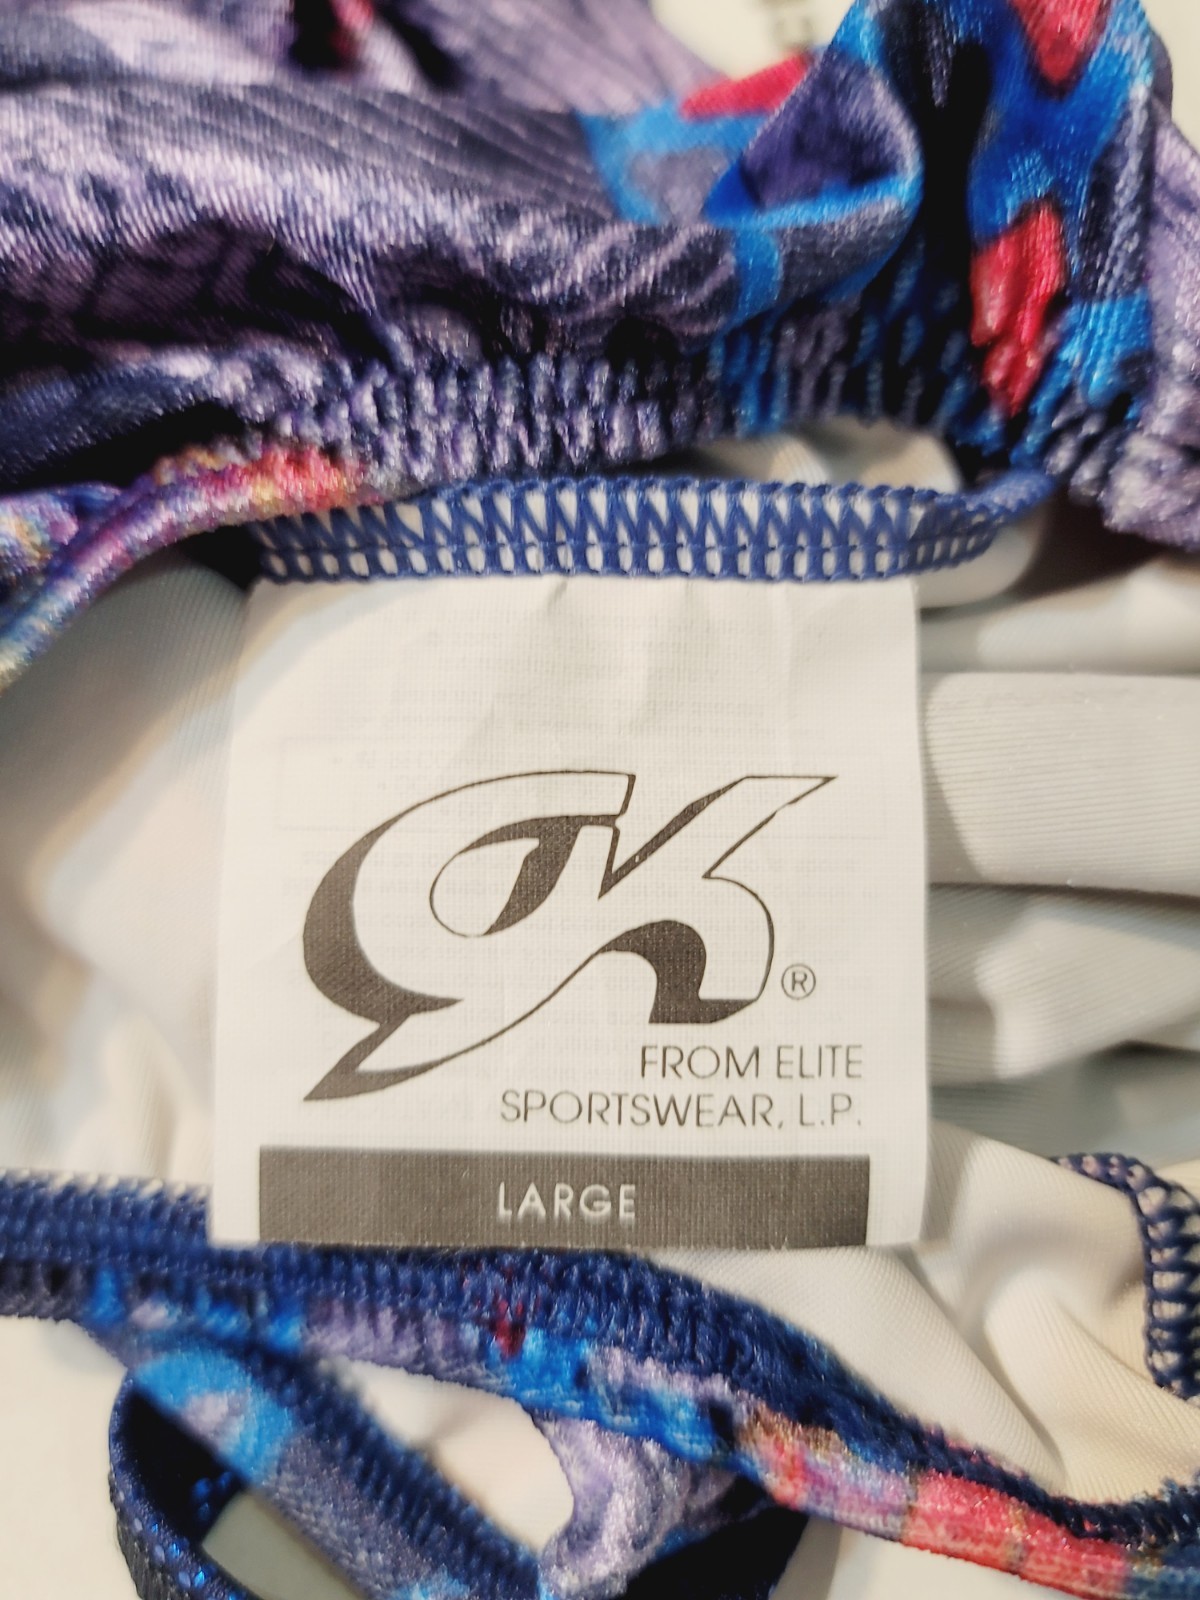 GK®
FROM ELITE
SPORTSWEAR, L.P.
LARGE